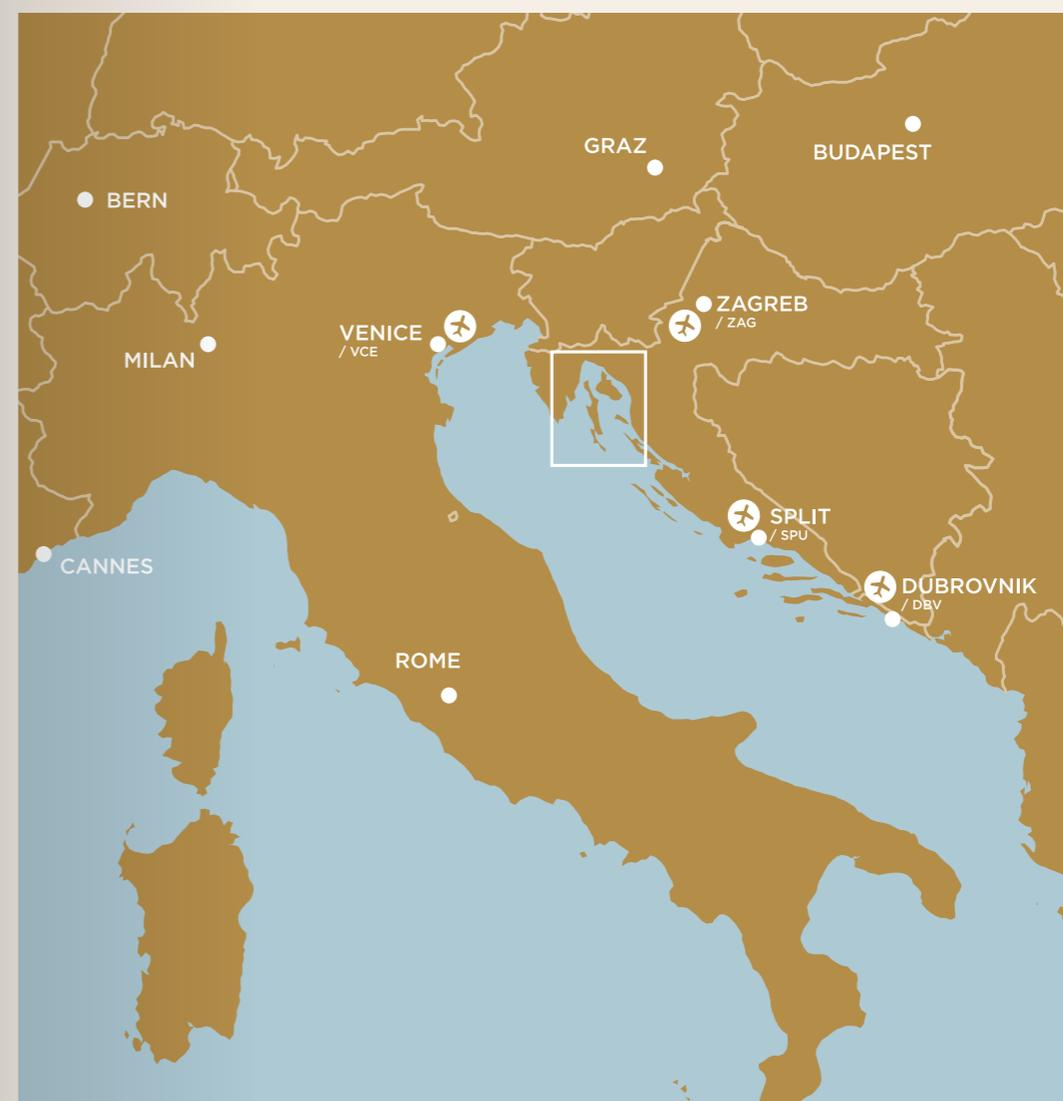 GRAZ
BUDAPEST
BERN
ZAGREB
/ ZAG
VENICE
/ VCE
MILAN
SPLIT
/ SPU
CANNES
DUBROVNIK
/ DBV
ROME